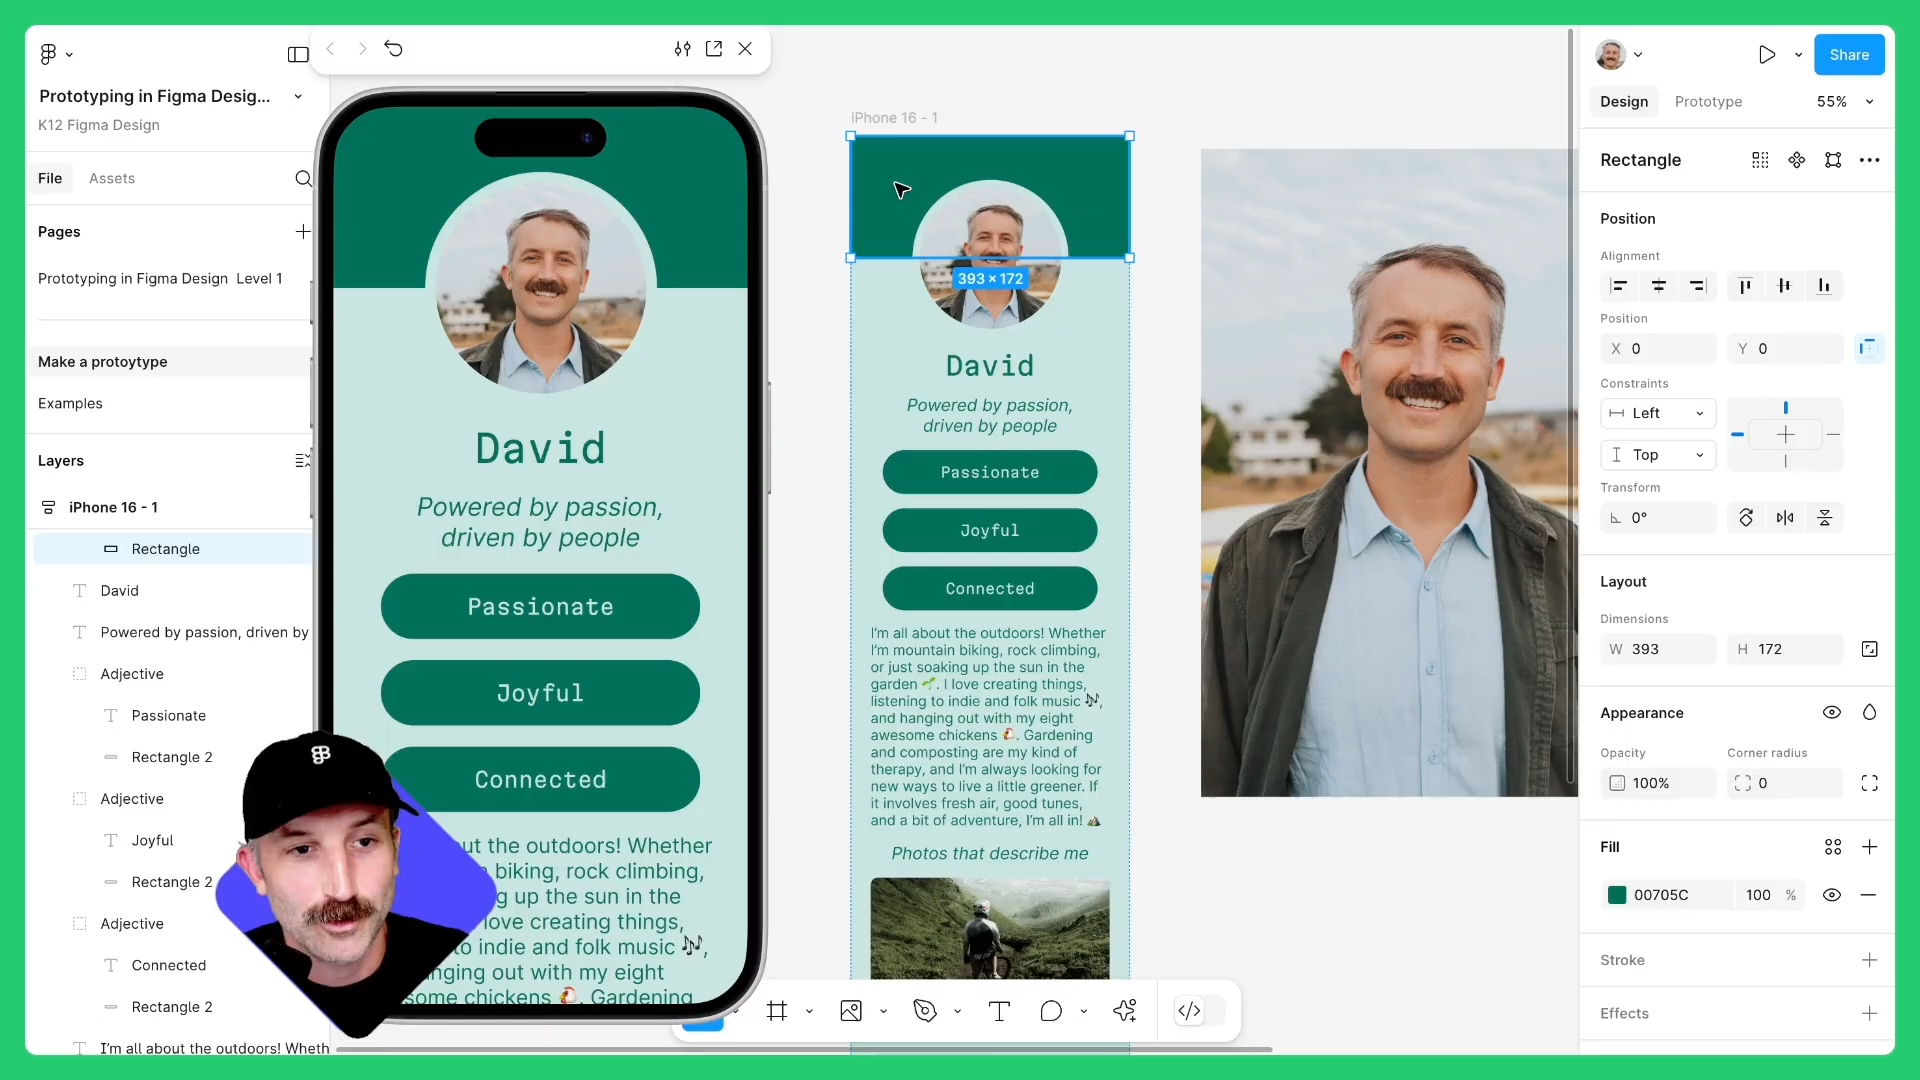 Prototyping in Figma Desig...
K12 Figma Design
File
Assets
Pages
Prototyping in Figma Design Level 1
Make a protoytype
Examples
Layers
iPhone 16 - 1
Rectangle
David
Powered by passion, driven by
Adjective
Passionate
Rectangle 2
Adjective
Joyful
Rectangle 2
Adjective
Connected
Rectangle 2
I'm all about the outdoors! Wheth
David
Powered by passion,
driven by people
Passionate
Joyful
Connected
ut the outdoors! Whether
biking, rock climbing,
g up the sun in the
love creating things,
to indie and folk music 🎶,
nging out with my eight
some chickens 🐔. Gardening
iPhone 16 - 1
393 × 172
David
Powered by passion,
driven by people
Passionate
Joyful
Connected
I'm all about the outdoors! Whether
I'm mountain biking, rock climbing,
or just soaking up the sun in the
garden 🌱. I love creating things,
listening to indie and folk music 🎶,
and hanging out with my eight
awesome chickens 🐔. Gardening
and composting are my kind of
therapy, and I'm always looking for
new ways to live a little greener. If
it involves fresh air, good tunes,
and a bit of adventure, I'm all in! ⛰️
Photos that describe me
Share
Design
Prototype
55%
Rectangle
Position
Alignment
Position
X 0
Y 0
Constraints
Left
Top
Transform
0°
Layout
Dimensions
W 393
H 172
Appearance
Opacity
Corner radius
100%
0
Fill
00705C
100 %
Stroke
Effects